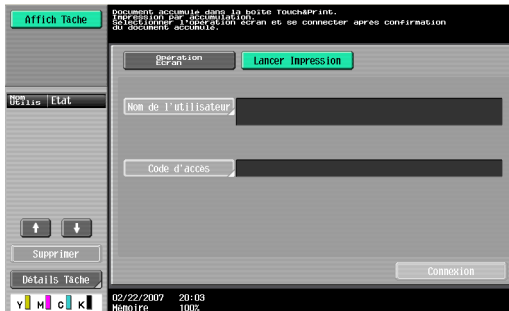 Affich Tâche
Document accumulé dans la boîte Touch&Print.
Impression par accumulation.
Sélectionner l'opération écran et se connecter après confirmation
du document accumulé.
Opération
Ecran
Lancer Impression
Nom
Utilis
Etat
Nom de l'utilisateur
Code d'accès
Supprimer
Détails Tâche
Connexion
Y M C K
02/22/2007 20:03
Mémoire 100%